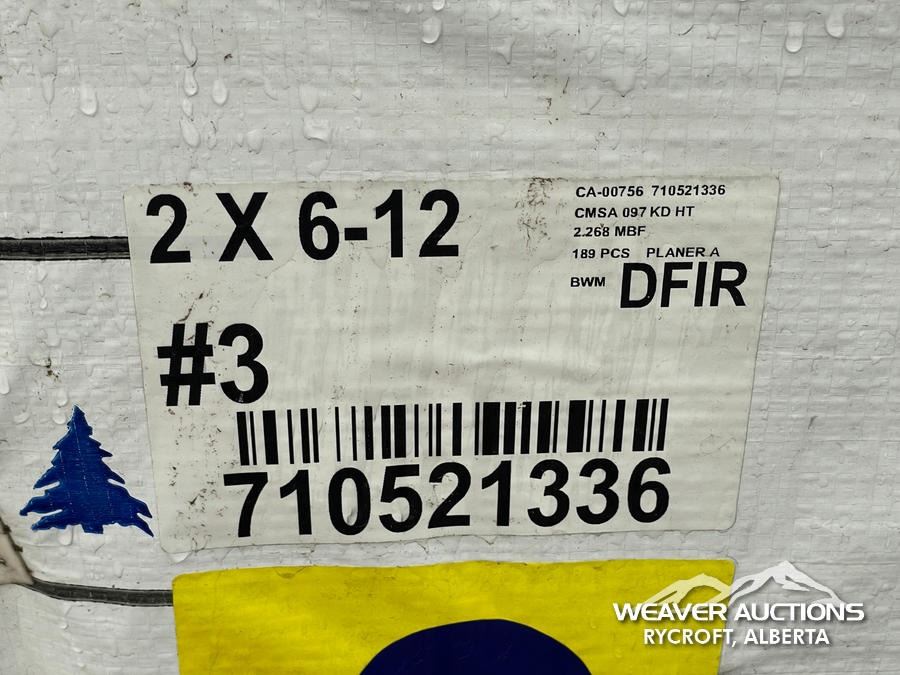 2 X 6-12
CA-00756 710521336
CMSA 097 KD HT
2.268 MBF
189 PCS PLANER A
BWM DFIR
#3
710521336
WEAVER AUCTIONS
RYCROFT, ALBERTA